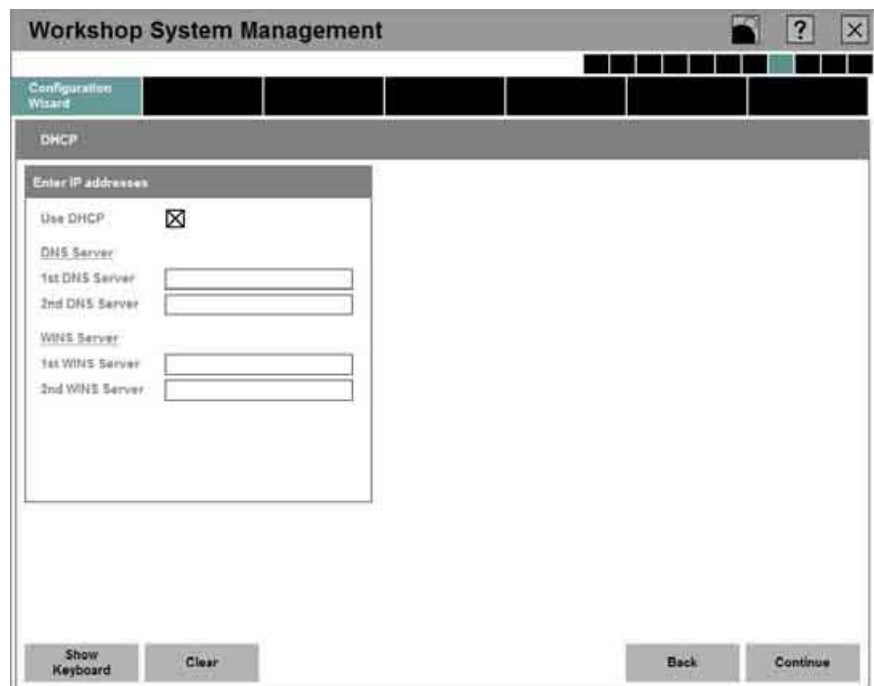 Workshop System Management
?
Configuration
Wizard
DHCP
Enter IP addresses
Use DHCP
DNS Server
1st DNS Server
2nd DNS Server
WINS Server
1st WINS Server
2nd WINS Server
Show
Keyboard
Clear
Back
Continue